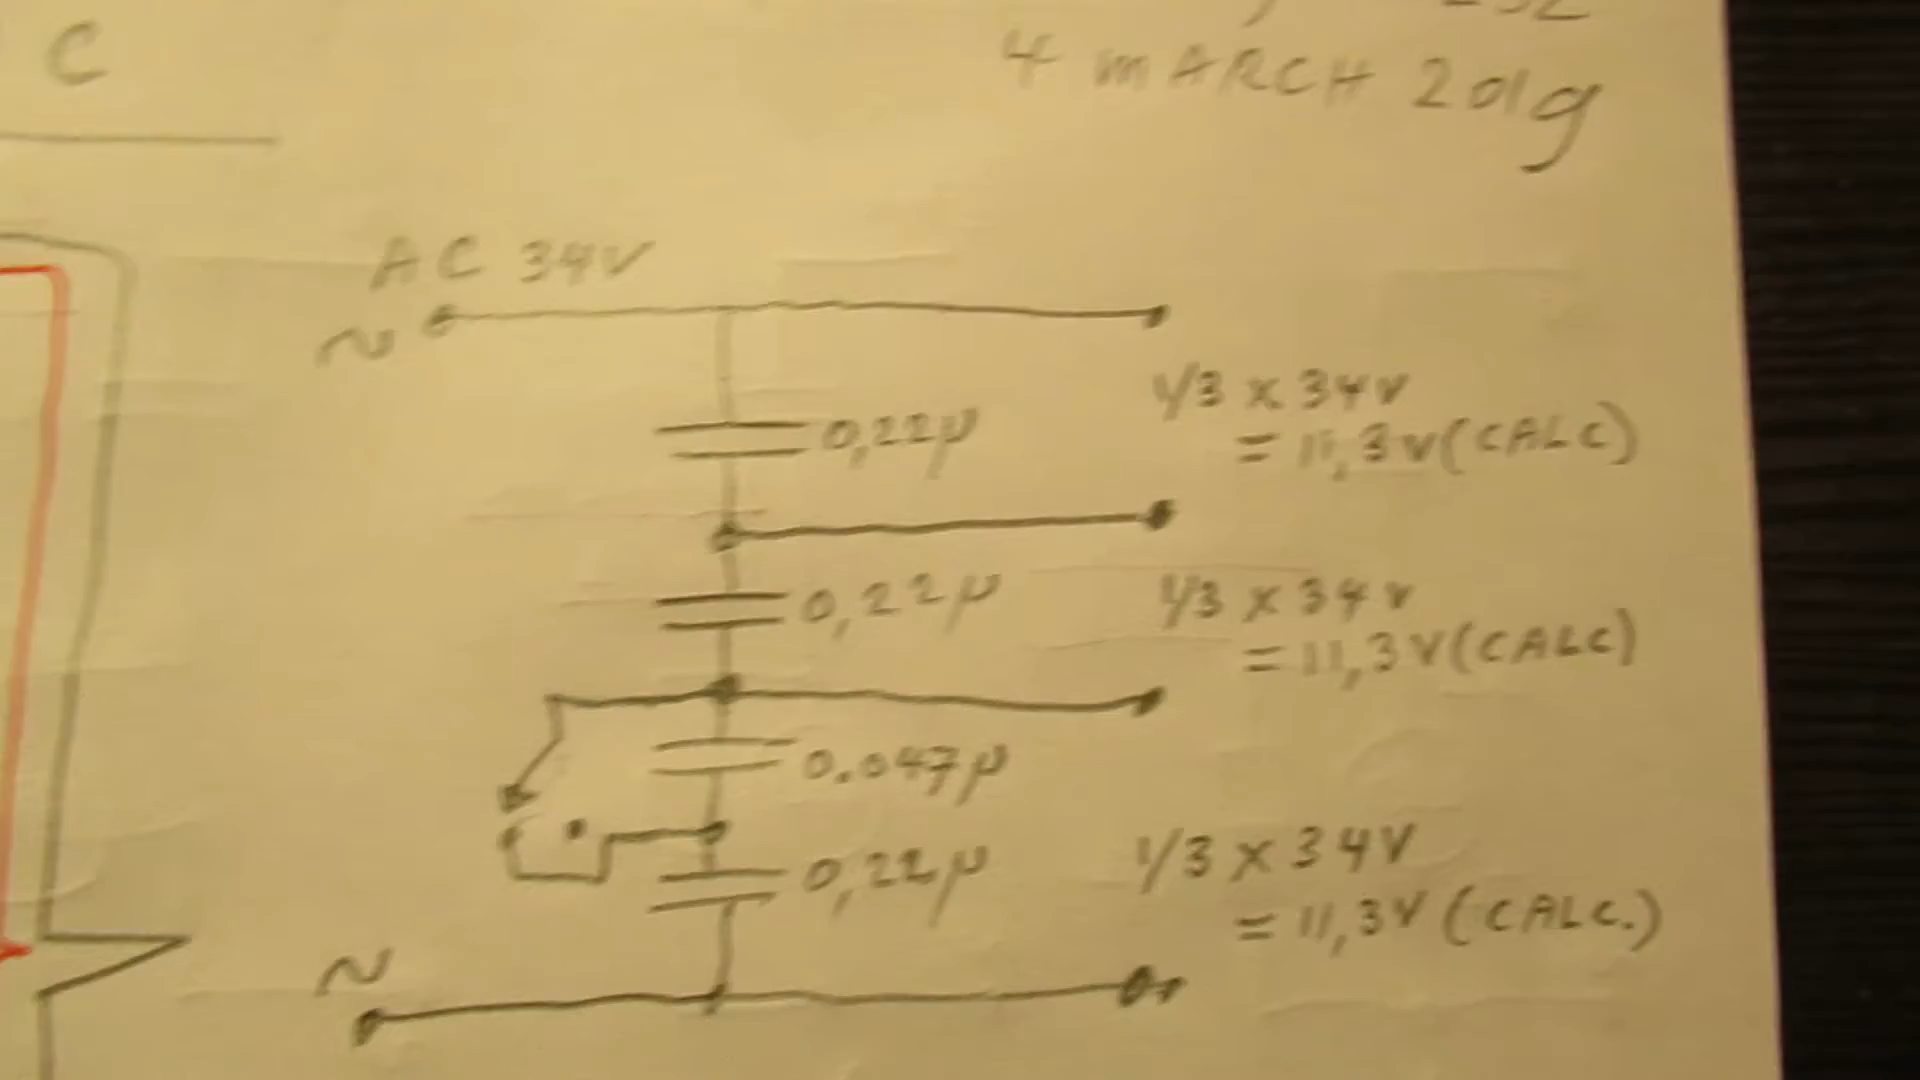 C
4 MARCH 2019
AC 34V
~
0,22μ
1/3 x 34V
= 11,3V (CALC)
0,22μ
1/3 x 34V
= 11,3V (CALC)
0.047μ
0,22μ
1/3 x 34V
= 11,3V (CALC.)
~